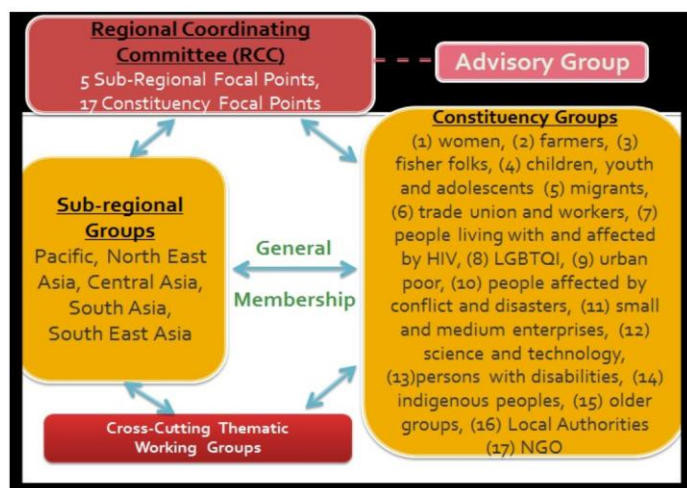 Regional Coordinating
Committee (RCC)
5 Sub-Regional Focal Points,
17 Constituency Focal Points
Advisory Group
Sub-regional
Groups
Pacific, North East
Asia, Central Asia,
South Asia,
South East Asia
General
Membership
Constituency Groups
(1) women, (2) farmers, (3)
fisher folks, (4) children, youth
and adolescents (5) migrants,
(6) trade union and workers, (7)
people living with and affected
by HIV, (8) LGBTQI, (9) urban
poor, (10) people affected by
conflict and disasters, (11) small
and medium enterprises, (12)
science and technology,
(13)persons with disabilities, (14)
indigenous peoples, (15) older
groups, (16) Local Authorities
(17) NGO
Cross-Cutting Thematic
Working Groups